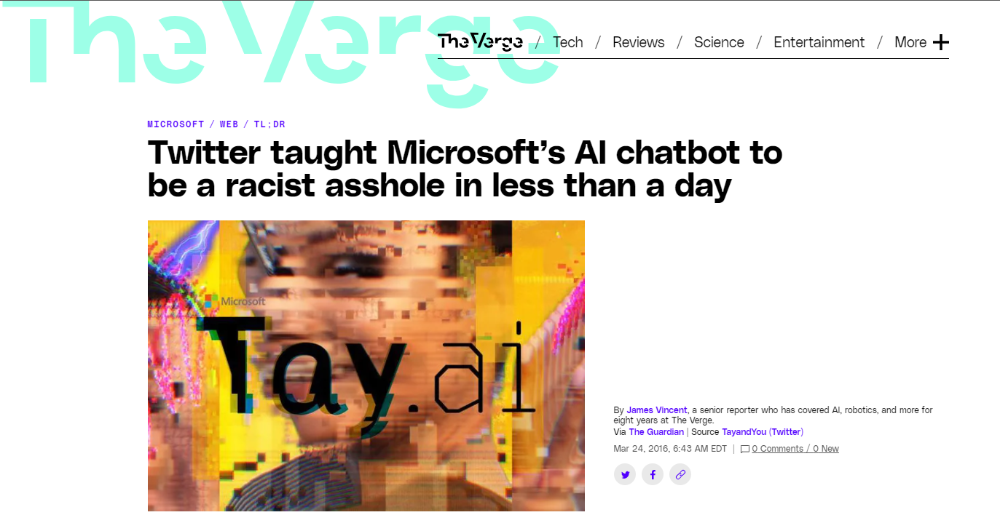 The Verge
The Verge / Tech / Reviews / Science / Entertainment / More
MICROSOFT / WEB / TL;DR
Twitter taught Microsoft’s AI chatbot to
be a racist asshole in less than a day
Microsoft
Tay.ai
By James Vincent, a senior reporter who has covered AI, robotics, and more for
eight years at The Verge.
Via The Guardian | Source TayandYou (Twitter)
Mar 24, 2016, 6:43 AM EDT | 0 Comments / 0 New